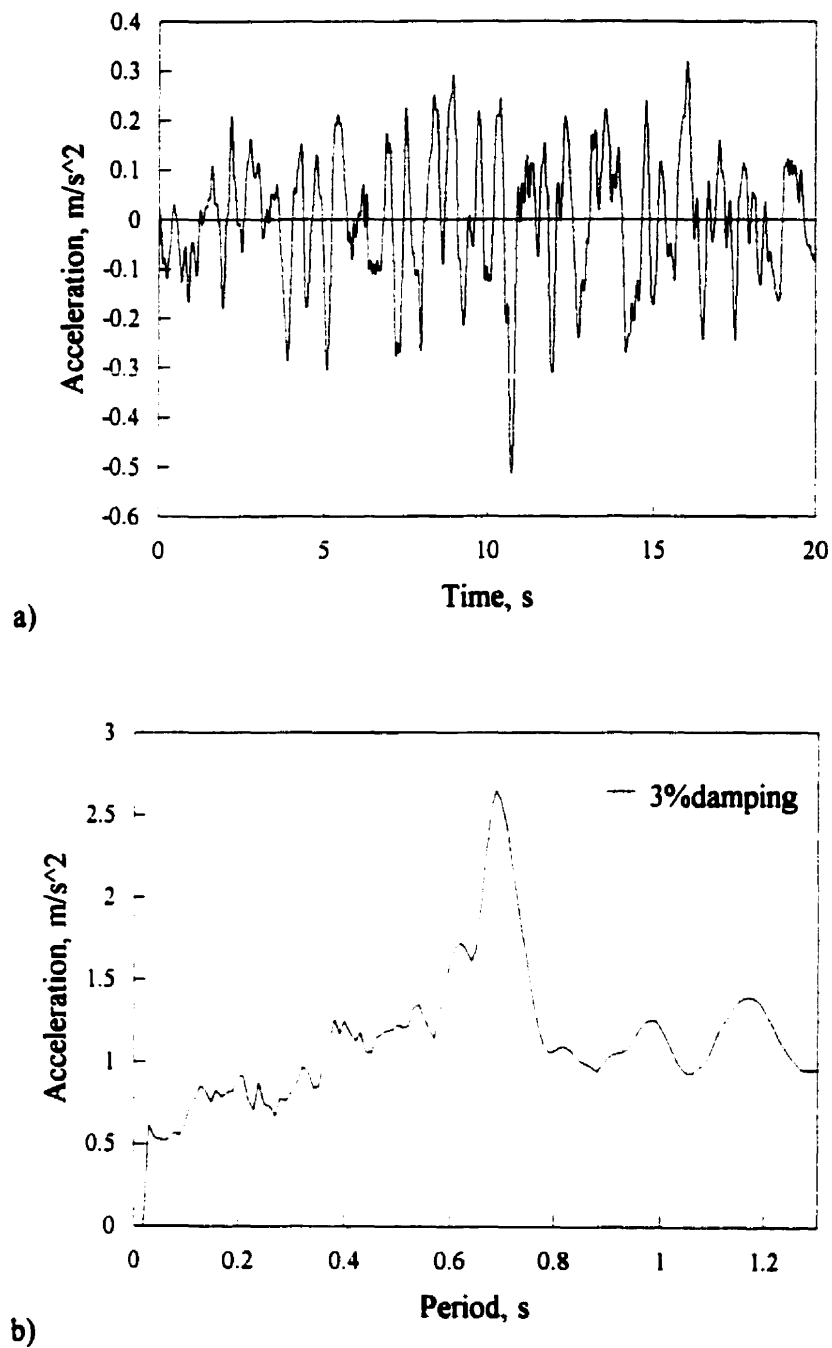 0.4
0.3
0.2
0.1
0
-0.1
-0.2
-0.3
-0.4
-0.5
-0.6
Acceleration, m/s^2
0 5 10 15 20
Time, s
a)
3
2.5
2
1.5
1
0.5
0
Acceleration, m/s^2
3%damping
0 0.2 0.4 0.6 0.8 1 1.2
Period, s
b)